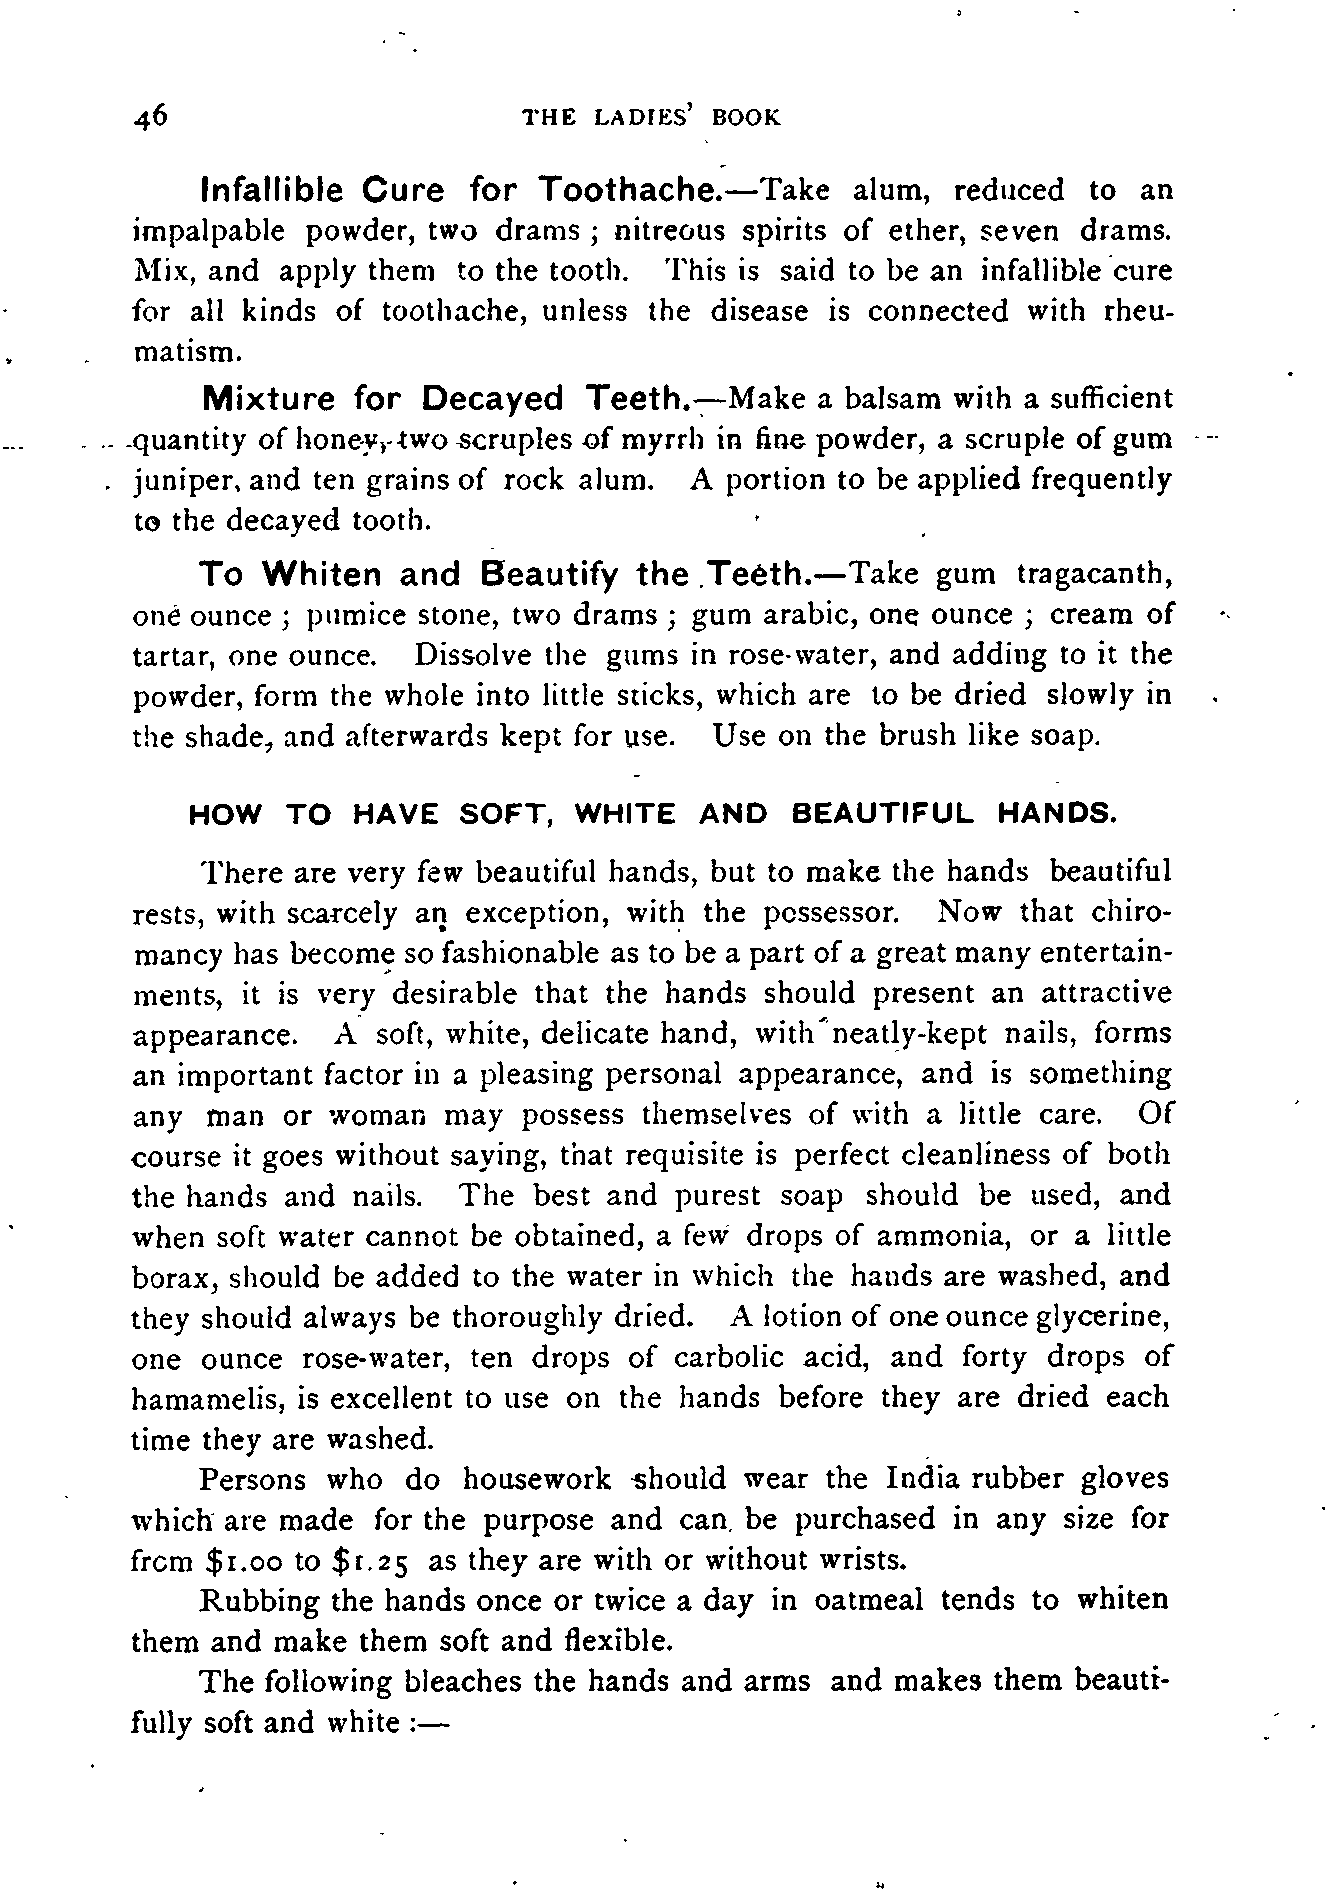 46 THE LADIES' BOOK
Infallible Cure for Toothache.—Take alum, reduced to an
impalpable powder, two drams ; nitreous spirits of ether, seven drams.
Mix, and apply them to the tooth. This is said to be an infallible cure
for all kinds of toothache, unless the disease is connected with rheu-
matism.
Mixture for Decayed Teeth.—Make a balsam with a sufficient
quantity of honey, two scruples of myrrh in fine powder, a scruple of gum
juniper, and ten grains of rock alum. A portion to be applied frequently
to the decayed tooth.
To Whiten and Beautify the Teeth.—Take gum tragacanth,
one ounce ; pumice stone, two drams ; gum arabic, one ounce ; cream of
tartar, one ounce. Dissolve the gums in rose-water, and adding to it the
powder, form the whole into little sticks, which are to be dried slowly in
the shade, and afterwards kept for use. Use on the brush like soap.
HOW TO HAVE SOFT, WHITE AND BEAUTIFUL HANDS.
There are very few beautiful hands, but to make the hands beautiful
rests, with scarcely an exception, with the possessor. Now that chiro-
mancy has become so fashionable as to be a part of a great many entertain-
ments, it is very desirable that the hands should present an attractive
appearance. A soft, white, delicate hand, with neatly-kept nails, forms
an important factor in a pleasing personal appearance, and is something
any man or woman may possess themselves of with a little care. Of
course it goes without saying, that requisite is perfect cleanliness of both
the hands and nails. The best and purest soap should be used, and
when soft water cannot be obtained, a few drops of ammonia, or a little
borax, should be added to the water in which the hands are washed, and
they should always be thoroughly dried. A lotion of one ounce glycerine,
one ounce rose-water, ten drops of carbolic acid, and forty drops of
hamamelis, is excellent to use on the hands before they are dried each
time they are washed.
Persons who do housework should wear the India rubber gloves
which are made for the purpose and can be purchased in any size for
from $1.00 to $1.25 as they are with or without wrists.
Rubbing the hands once or twice a day in oatmeal tends to whiten
them and make them soft and flexible.
The following bleaches the hands and arms and makes them beauti-
fully soft and white :—